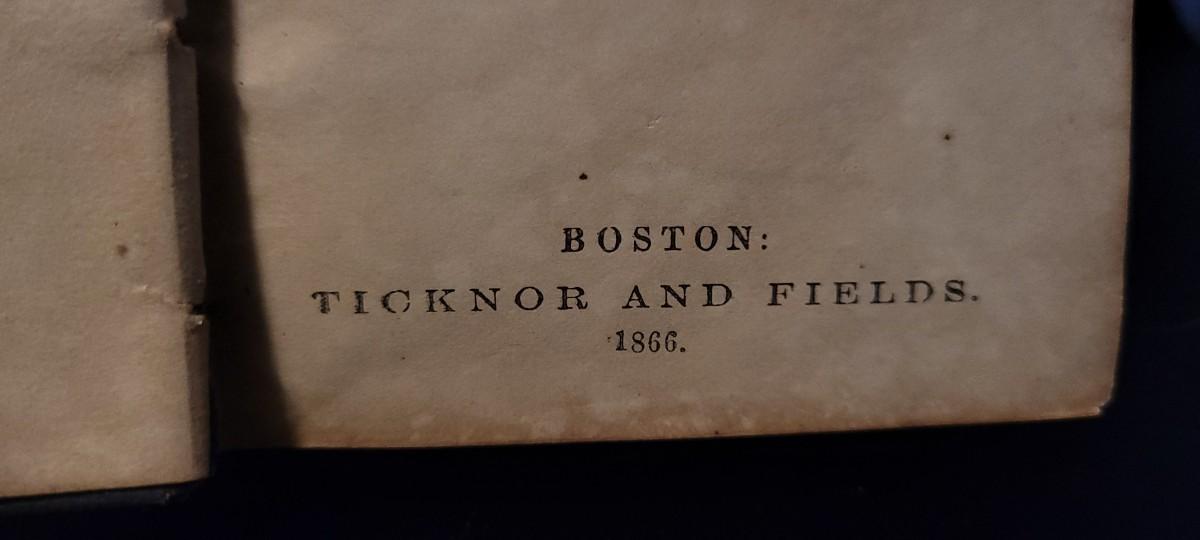 BOSTON:
TICKNOR AND FIELDS.
1866.